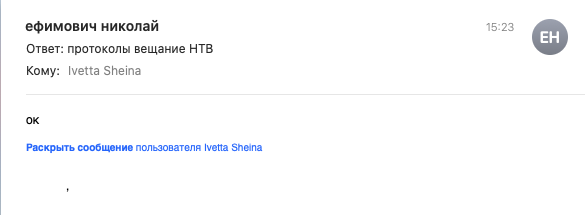 ефимович николай
15:23
ЕН
Ответ: протоколы вещание НТВ
Кому: Ivetta Sheina
ок
Раскрыть сообщение пользователя Ivetta Sheina
,